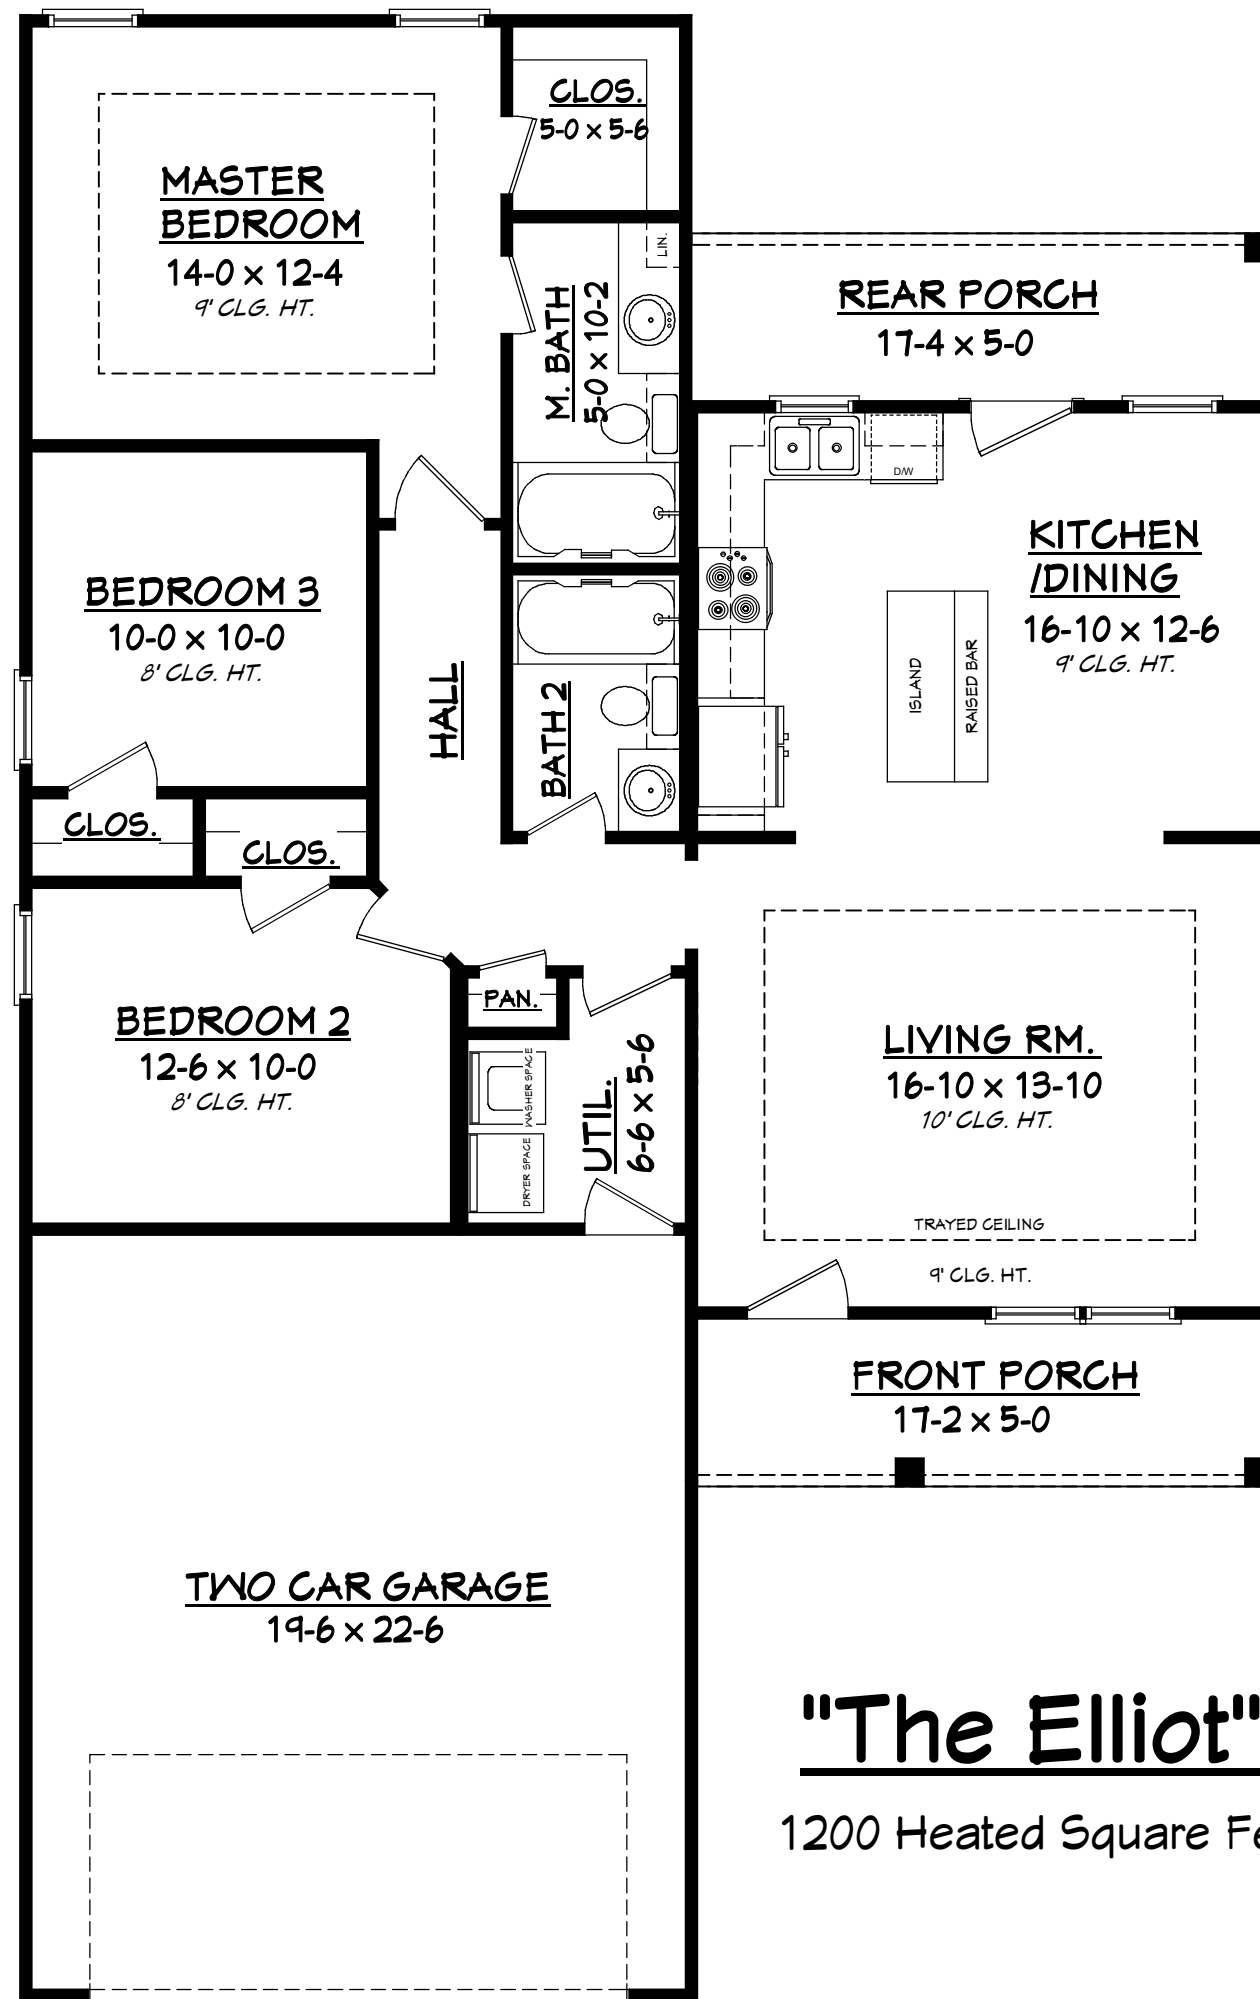 CLOS.
5-0 x 5-6
MASTER
BEDROOM
14-0 x 12-4
9' CLG. HT.
LIN.
M. BATH
5-0 x 10-2
REAR PORCH
17-4 x 5-0
D/W
KITCHEN
/DINING
16-10 x 12-6
9' CLG. HT.
BEDROOM 3
10-0 x 10-0
8' CLG. HT.
HALL
BATH 2
ISLAND
RAISED BAR
CLOS.
CLOS.
PAN.
BEDROOM 2
12-6 x 10-0
8' CLG. HT.
WASHER SPACE
DRYER SPACE
UTIL.
6-6 x 5-6
LIVING RM.
16-10 x 13-10
10' CLG. HT.
TRAYED CEILING
9' CLG. HT.
FRONT PORCH
17-2 x 5-0
TWO CAR GARAGE
19-6 x 22-6
"The Elliot"
1200 Heated Square